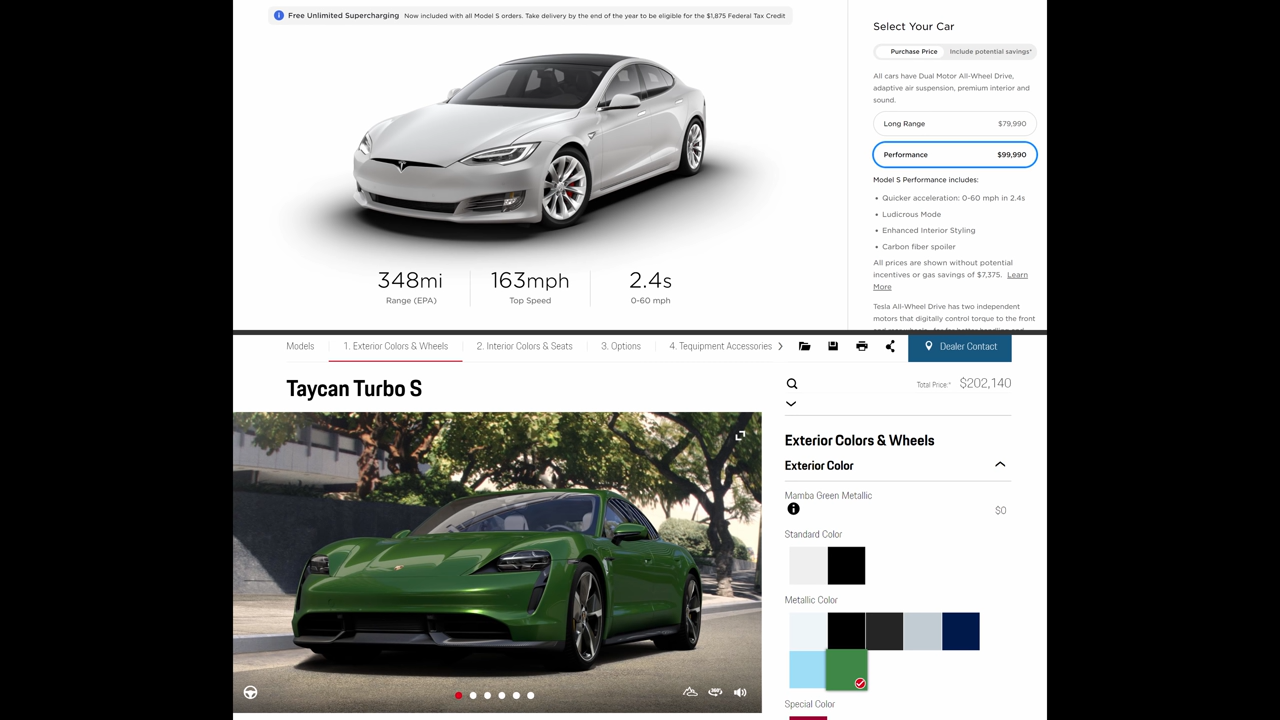 Free Unlimited Supercharging Now included with all Model S orders. Take delivery by the end of the year to be eligible for the $1,875 Federal Tax Credit
348mi
Range (EPA)
163mph
Top Speed
2.4s
0-60 mph
Select Your Car
Purchase Price Include potential savings*
All cars have Dual Motor All-Wheel Drive,
adaptive air suspension, premium interior and
sound.
Long Range $79,990
Performance $99,990
Model S Performance includes:
• Quicker acceleration: 0-60 mph in 2.4s
• Ludicrous Mode
• Enhanced Interior Styling
• Carbon fiber spoiler
All prices are shown without potential
incentives or gas savings of $7,375. Learn
More
Tesla All-Wheel Drive has two independent
motors that digitally control torque to the front
Models 1. Exterior Colors & Wheels 2. Interior Colors & Seats 3. Options 4. Tequipment Accessories Dealer Contact
Taycan Turbo S
Total Price:* $202,140
Exterior Colors & Wheels
Exterior Color
Mamba Green Metallic
$0
Standard Color
Metallic Color
Special Color